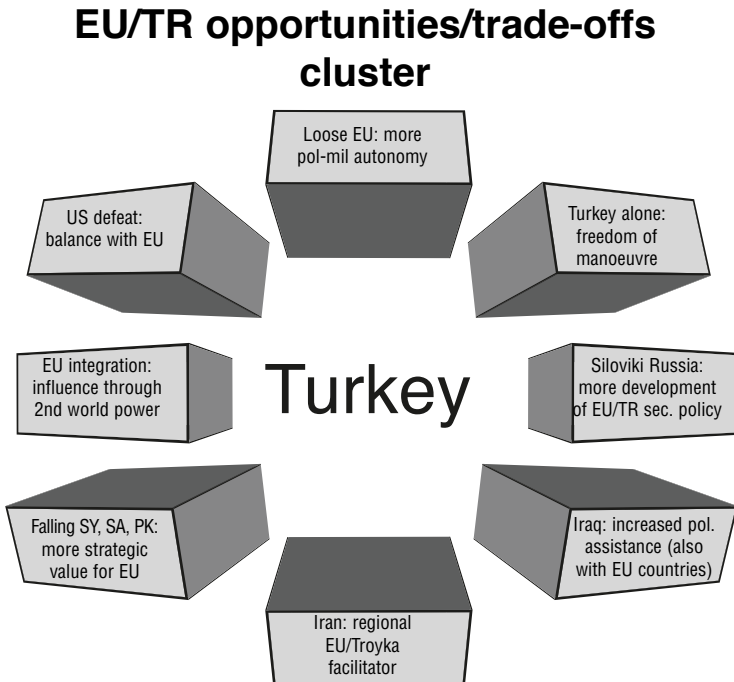 EU/TR opportunities/trade-offs
cluster
Loose EU: more
pol-mil autonomy
US defeat:
balance with EU
Turkey alone:
freedom of
manoeuvre
EU integration:
influence through
2nd world power
Turkey
Siloviki Russia:
more development
of EU/TR sec. policy
Falling SY, SA, PK:
more strategic
value for EU
Iraq: increased pol.
assistance (also
with EU countries)
Iran: regional
EU/Troyka
facilitator